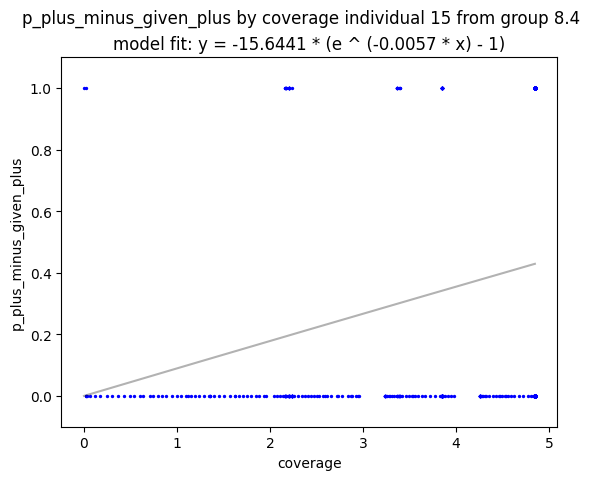 p_plus_minus_given_plus by coverage individual 15 from group 8.4
model fit: y = -15.6441 * (e ^ (-0.0057 * x) - 1)
1.0
0.8
0.6
0.4
0.2
0.0
p_plus_minus_given_plus
0 1 2 3 4 5
coverage